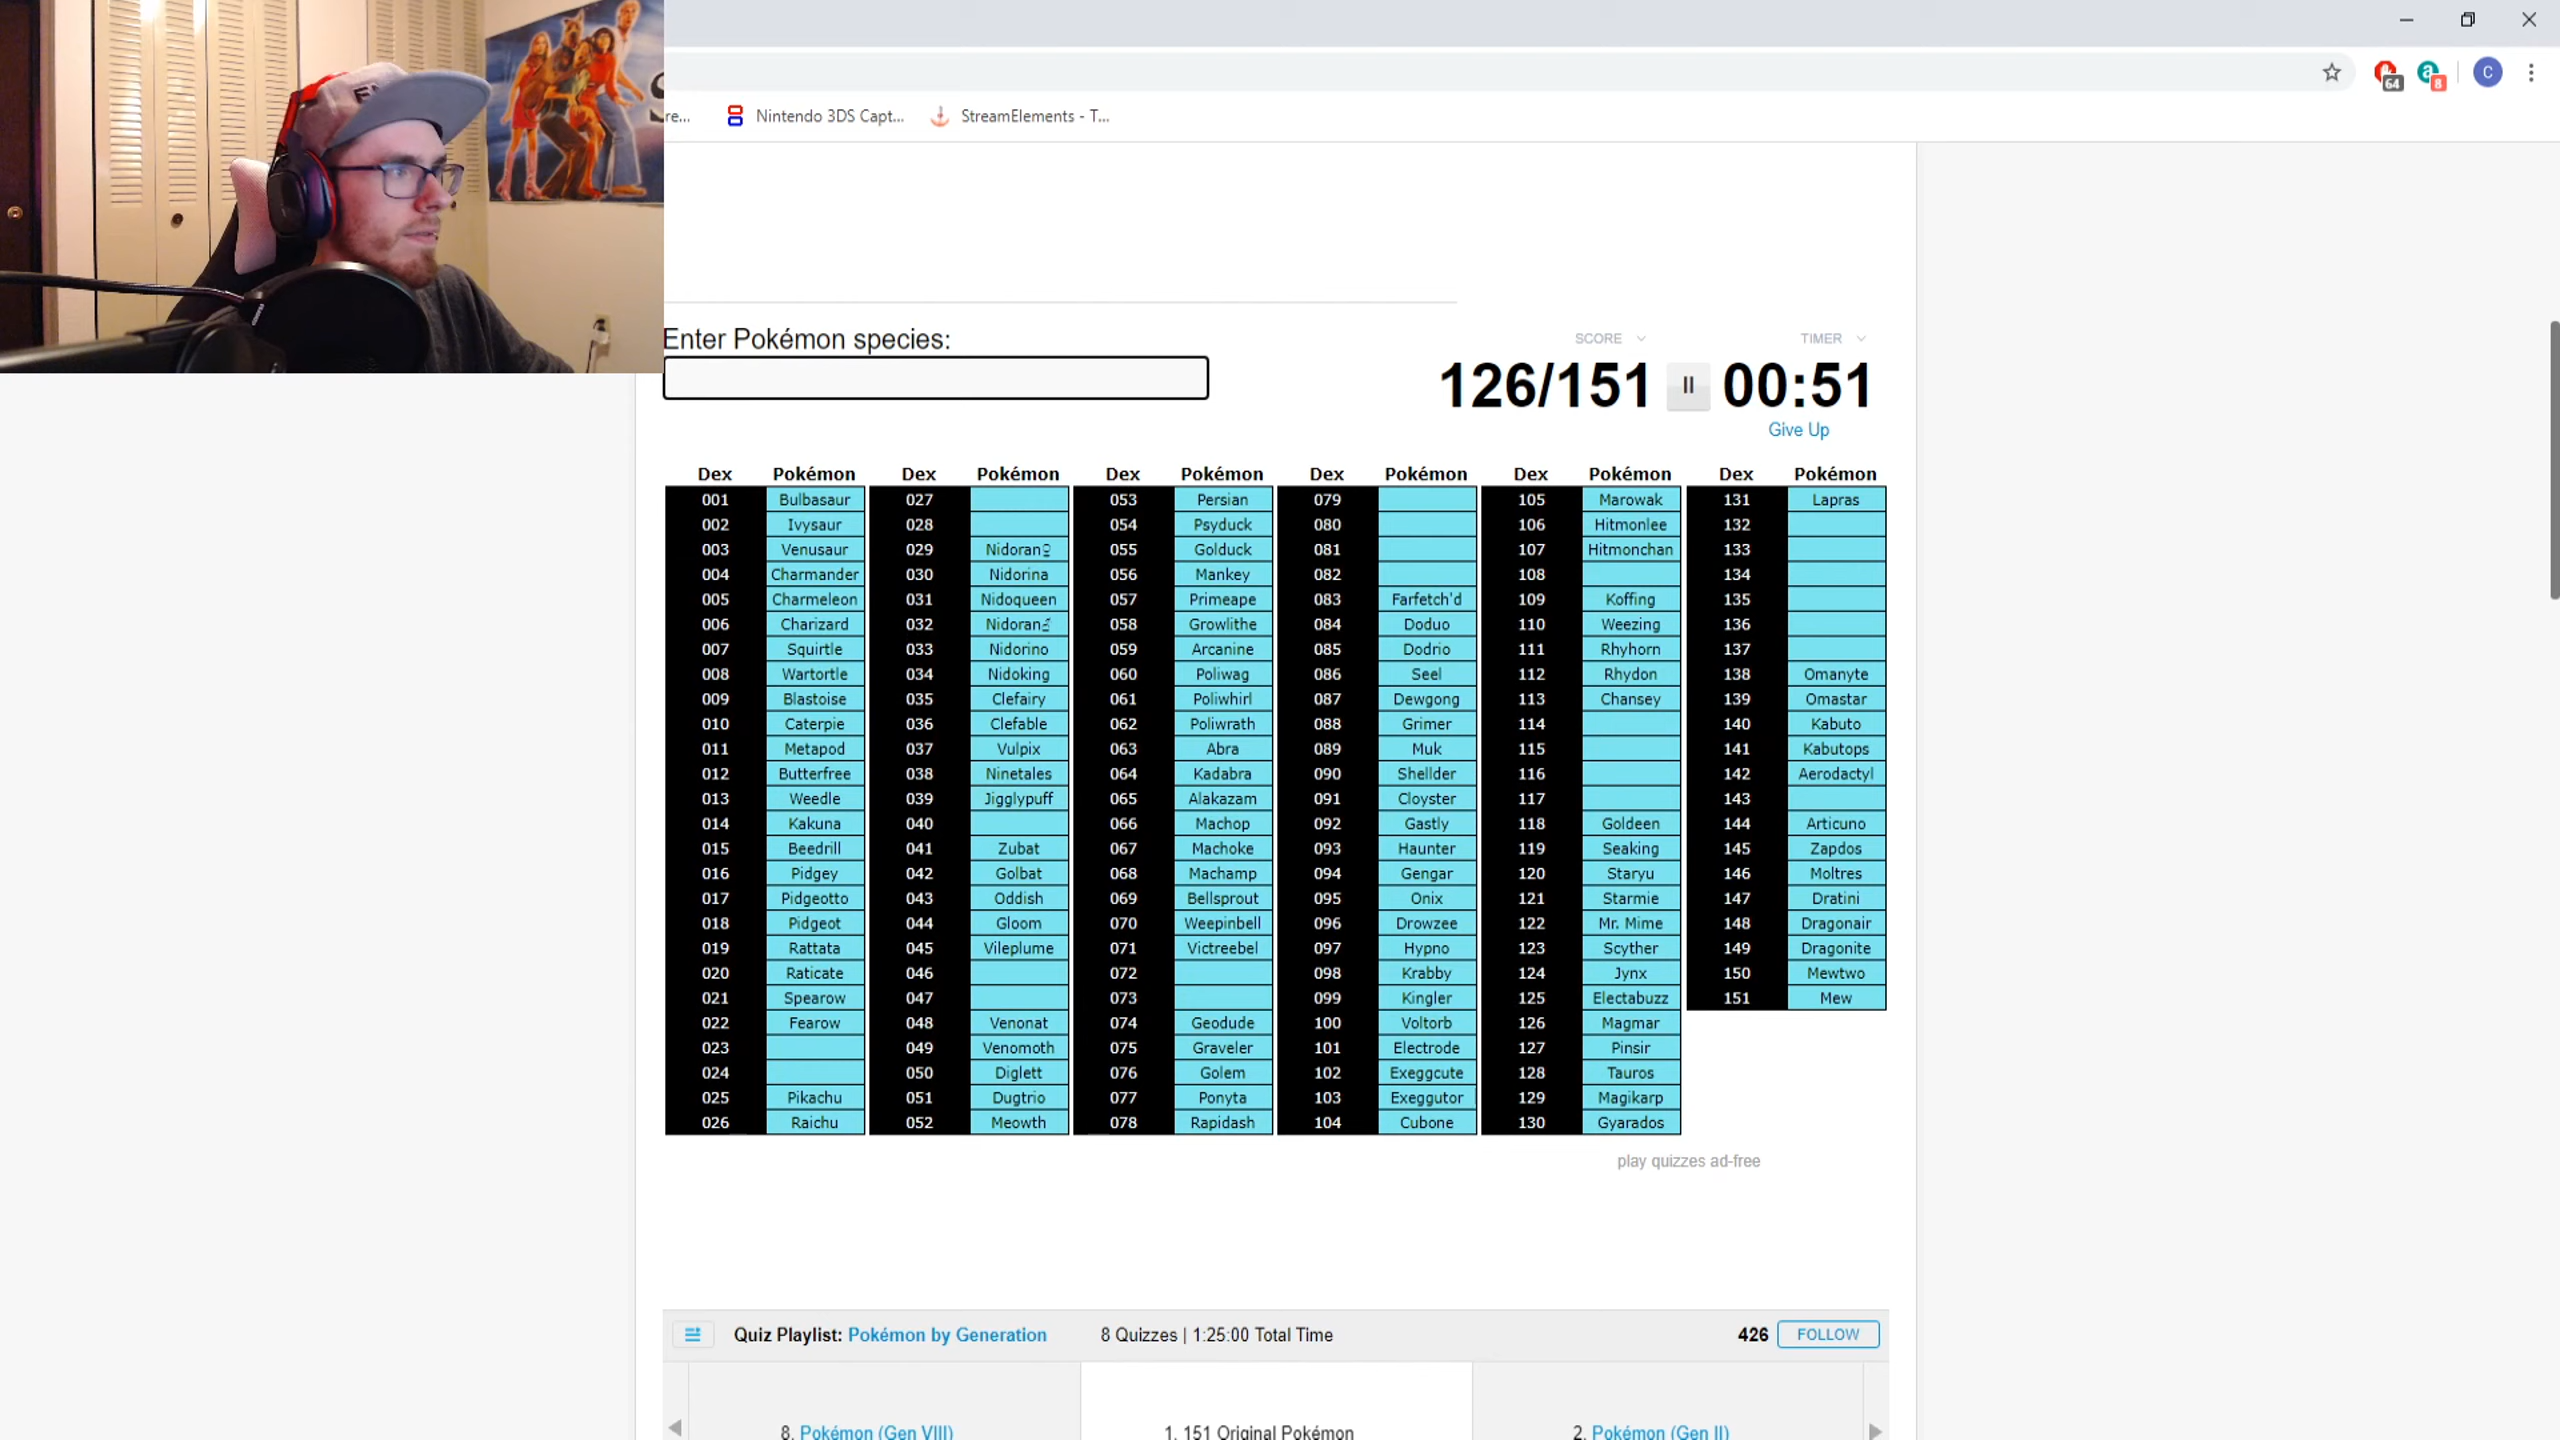 re...
Nintendo 3DS Capt...
StreamElements - T...
64
8
C
Enter Pokémon species:
SCORE
TIMER
126/151
00:51
Give Up
Dex Pokémon Dex Pokémon Dex Pokémon Dex Pokémon Dex Pokémon Dex Pokémon
001 Bulbasaur 027 053 Persian 079 105 Marowak 131 Lapras
002 Ivysaur 028 054 Psyduck 080 106 Hitmonlee 132
003 Venusaur 029 Nidoran♀ 055 Golduck 081 107 Hitmonchan 133
004 Charmander 030 Nidorina 056 Mankey 082 108 134
005 Charmeleon 031 Nidoqueen 057 Primeape 083 Farfetch'd 109 Koffing 135
006 Charizard 032 Nidoran♂ 058 Growlithe 084 Doduo 110 Weezing 136
007 Squirtle 033 Nidorino 059 Arcanine 085 Dodrio 111 Rhyhorn 137
008 Wartortle 034 Nidoking 060 Poliwag 086 Seel 112 Rhydon 138 Omanyte
009 Blastoise 035 Clefairy 061 Poliwhirl 087 Dewgong 113 Chansey 139 Omastar
010 Caterpie 036 Clefable 062 Poliwrath 088 Grimer 114 140 Kabuto
011 Metapod 037 Vulpix 063 Abra 089 Muk 115 141 Kabutops
012 Butterfree 038 Ninetales 064 Kadabra 090 Shellder 116 142 Aerodactyl
013 Weedle 039 Jigglypuff 065 Alakazam 091 Cloyster 117 143
014 Kakuna 040 066 Machop 092 Gastly 118 Goldeen 144 Articuno
015 Beedrill 041 Zubat 067 Machoke 093 Haunter 119 Seaking 145 Zapdos
016 Pidgey 042 Golbat 068 Machamp 094 Gengar 120 Staryu 146 Moltres
017 Pidgeotto 043 Oddish 069 Bellsprout 095 Onix 121 Starmie 147 Dratini
018 Pidgeot 044 Gloom 070 Weepinbell 096 Drowzee 122 Mr. Mime 148 Dragonair
019 Rattata 045 Vileplume 071 Victreebel 097 Hypno 123 Scyther 149 Dragonite
020 Raticate 046 072 098 Krabby 124 Jynx 150 Mewtwo
021 Spearow 047 073 099 Kingler 125 Electabuzz 151 Mew
022 Fearow 048 Venonat 074 Geodude 100 Voltorb 126 Magmar
023 049 Venomoth 075 Graveler 101 Electrode 127 Pinsir
024 050 Diglett 076 Golem 102 Exeggcute 128 Tauros
025 Pikachu 051 Dugtrio 077 Ponyta 103 Exeggutor 129 Magikarp
026 Raichu 052 Meowth 078 Rapidash 104 Cubone 130 Gyarados
play quizzes ad-free
Quiz Playlist: Pokémon by Generation 8 Quizzes | 1:25:00 Total Time 426 FOLLOW
8. Pokémon (Gen VIII) 1. 151 Original Pokémon 2. Pokémon (Gen II)